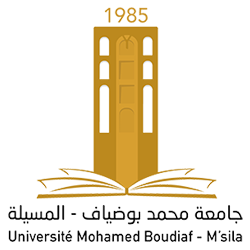 1985
جامعة محمد بوضياف - المسيلة
Université Mohamed Boudiaf - M'sila